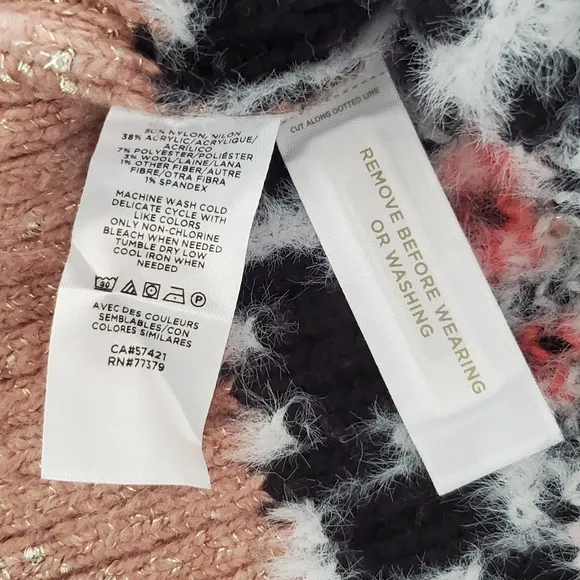 50% NYLON/NILON
38% ACRYLIC/ACRYLIQUE/
ACRÍLICO
7% POLYESTER/POLIÉSTER
3% WOOL/LAINE/LANA
1% OTHER FIBER/AUTRE
FIBRE/OTRA FIBRA
1% SPANDEX
MACHINE WASH COLD
DELICATE CYCLE WITH
LIKE COLORS
ONLY NON-CHLORINE
BLEACH WHEN NEEDED
TUMBLE DRY LOW
COOL IRON WHEN
NEEDED
30 P
AVEC DES COULEURS
SEMBLABLES/CON
COLORES SIMILARES
CA#57421
RN#77379
CUT ALONG DOTTED LINE
REMOVE BEFORE WEARING
OR WASHING